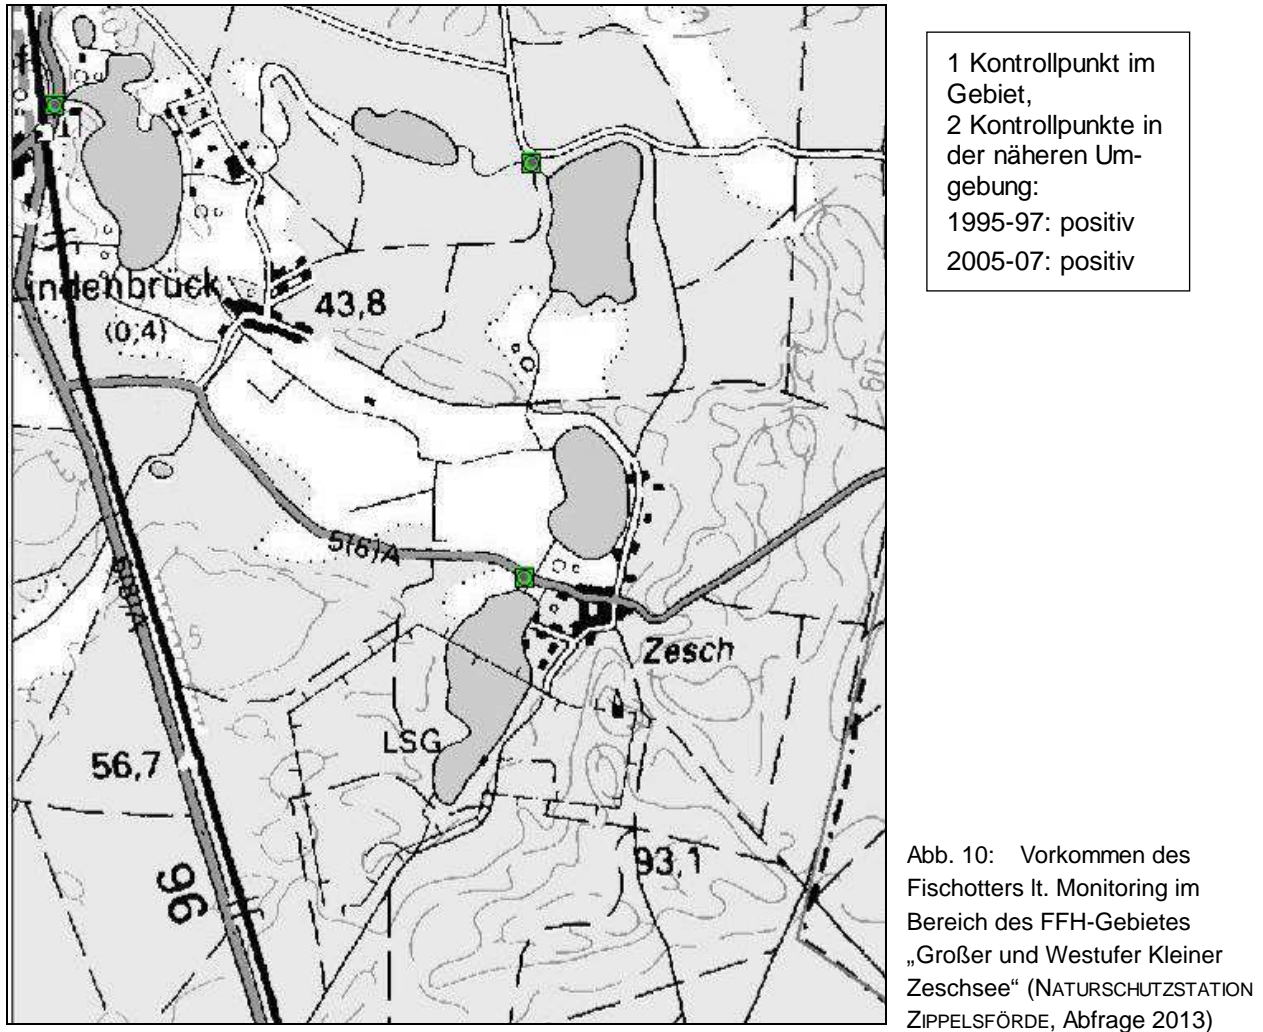 1 Kontrollpunkt im
Gebiet,
2 Kontrollpunkte in
der näheren Um-
gebung:
1995-97: positiv
2005-07: positiv
indenbrück
(0,4)
43,8
60
5(6)A
Zesch
LSG
56,7
93,1
96
Abb. 10: Vorkommen des
Fischotters lt. Monitoring im
Bereich des FFH-Gebietes
„Großer und Westufer Kleiner
Zeschsee“ (NATURSCHUTZSTATION
ZIPPELSFÖRDE, Abfrage 2013)